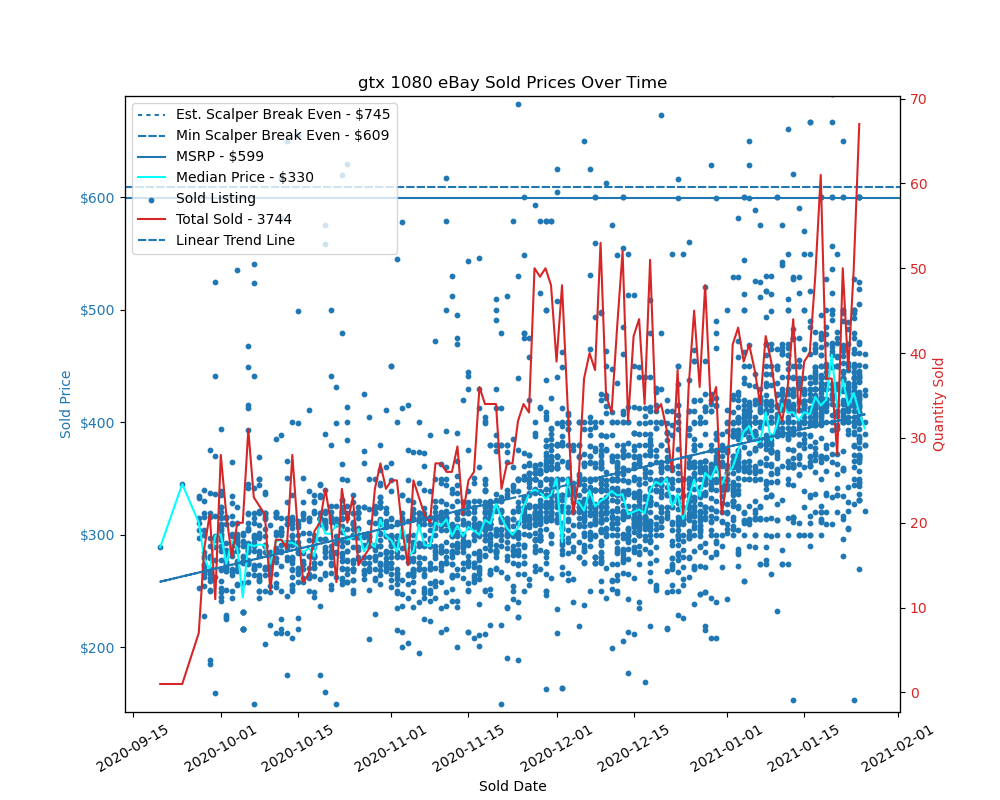 gtx 1080 eBay Sold Prices Over Time
Est. Scalper Break Even - $745
Min Scalper Break Even - $609
MSRP - $599
Median Price - $330
Sold Listing
Total Sold - 3744
Linear Trend Line
$600
$500
$400
$300
$200
Sold Price
70
60
50
40
30
20
10
0
Quantity Sold
2020-09-15
2020-10-01
2020-10-15
2020-11-01
2020-11-15
2020-12-01
2020-12-15
2021-01-01
2021-01-15
2021-02-01
Sold Date